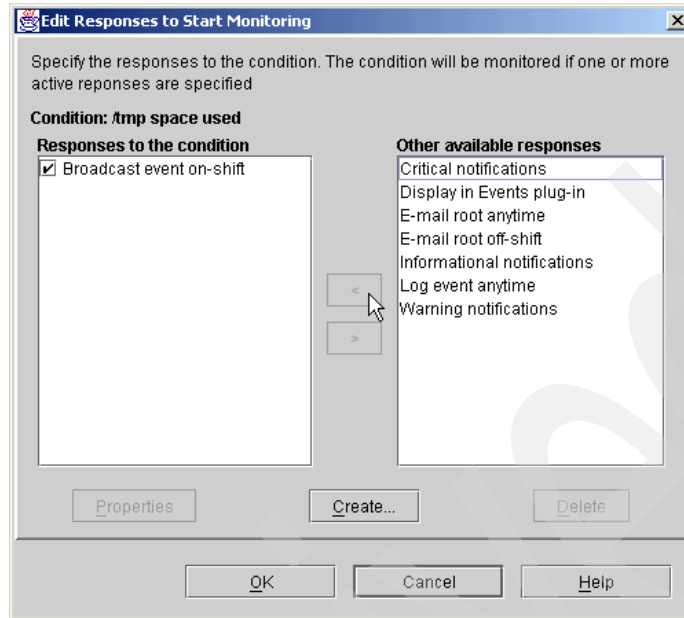 Edit Responses to Start Monitoring
Specify the responses to the condition. The condition will be monitored if one or more
active reponses are specified
Condition: /tmp space used
Responses to the condition
Broadcast event on-shift
Other available responses
Critical notifications
Display in Events plug-in
E-mail root anytime
E-mail root off-shift
Informational notifications
Log event anytime
Warning notifications
<
>
Properties
Create...
Delete
OK
Cancel
Help